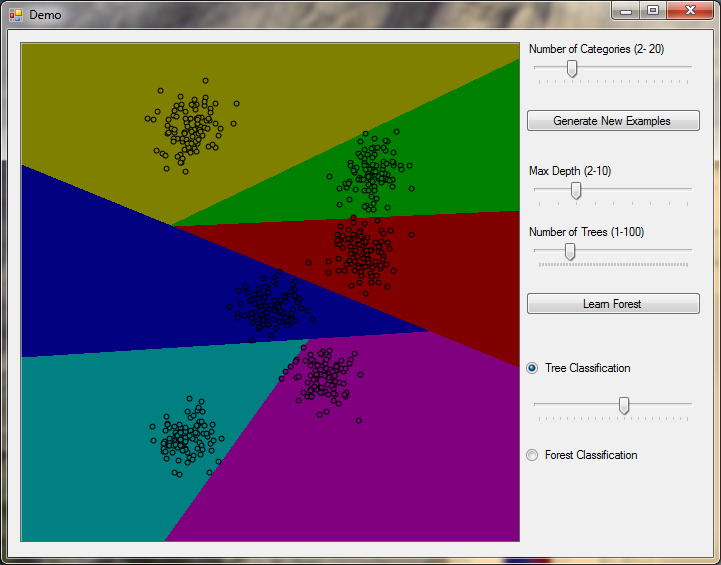 Demo
Number of Categories (2- 20)
Generate New Examples
Max Depth (2-10)
Number of Trees (1-100)
Learn Forest
Tree Classification
Forest Classification